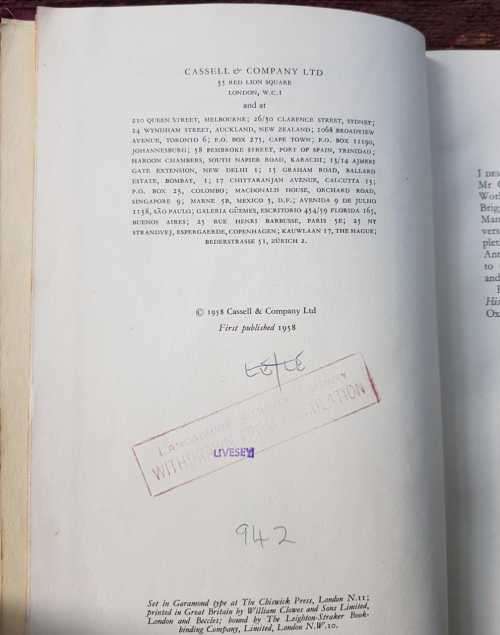 CASSELL & COMPANY LTD
35 RED LION SQUARE
LONDON, W.C.1
and at
210 QUEEN STREET, MELBOURNE; 26/30 CLARENCE STREET, SYDNEY;
24 WYNDHAM STREET, AUCKLAND, NEW ZEALAND; 1068 BROADVIEW
AVENUE, TORONTO 6; P.O. BOX 275, CAPE TOWN; P.O. BOX 11190,
JOHANNESBURG; 58 PEMBROKE STREET, PORT OF SPAIN, TRINIDAD;
HAROON CHAMBERS, SOUTH NAPIER ROAD, KARACHI; 13/14 AJMERI
GATE EXTENSION, NEW DELHI 1; 15 GRAHAM ROAD, BALLARD
ESTATE, BOMBAY, 1; 17 CHITTARANJAN AVENUE, CALCUTTA 13;
P.O. BOX 25, COLOMBO; MACDONALD HOUSE, ORCHARD ROAD,
SINGAPORE 9; MARNE 5B, MEXICO 5, D.F.; AVENIDA 9 DE JULHO
1138, SÃO PAULO; GALERIA GÜEMES, ESCRITORIO 454/59 FLORIDA 165,
BUENOS AIRES; 25 RUE HENRI BARBUSSE, PARIS 5E; 25 NY
STRANDVEJ, ESPERGAERDE, COPENHAGEN; KAUWLAAN 17, THE HAGUE;
BEDERSTRASSE 51, ZÜRICH 2.
© 1958 Cassell & Company Ltd
First published 1958
LE/LE
LIVESEY
942
Set in Garamond type at The Chiswick Press, London N.11;
printed in Great Britain by William Clowes and Sons Limited,
London and Beccles; bound by The Leighton-Straker Book-
binding Company, Limited, London N.W.10.